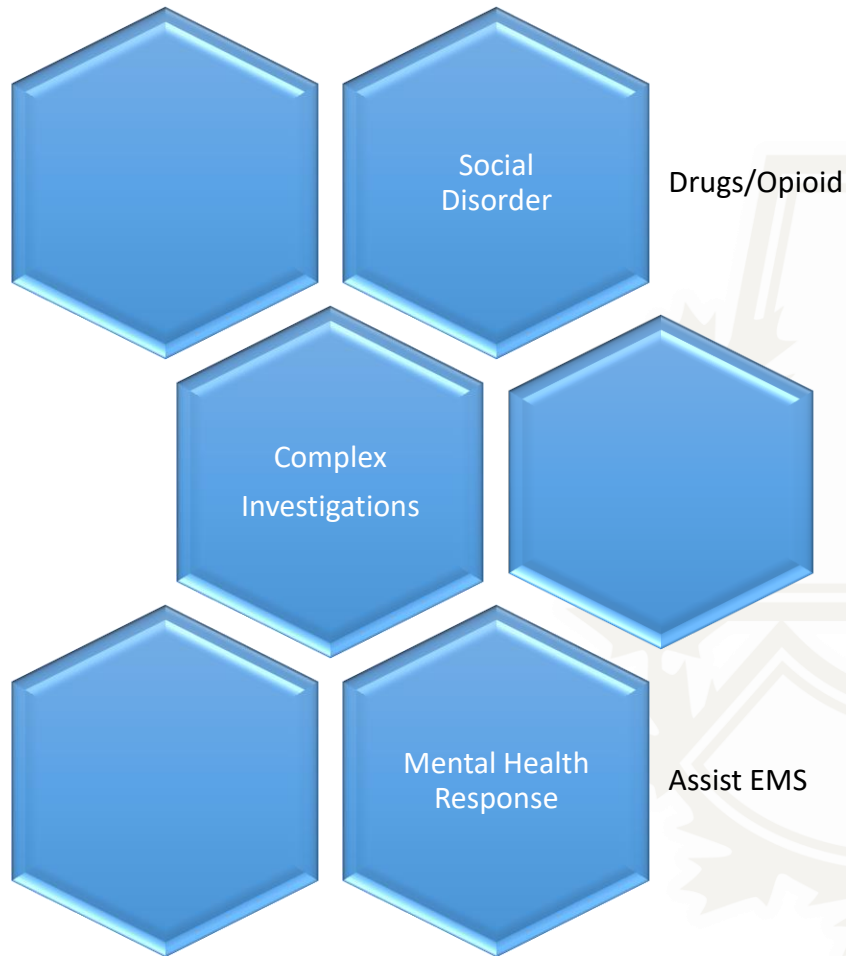 Social
Disorder
Drugs/Opioid
Complex
Investigations
Mental Health
Response
Assist EMS